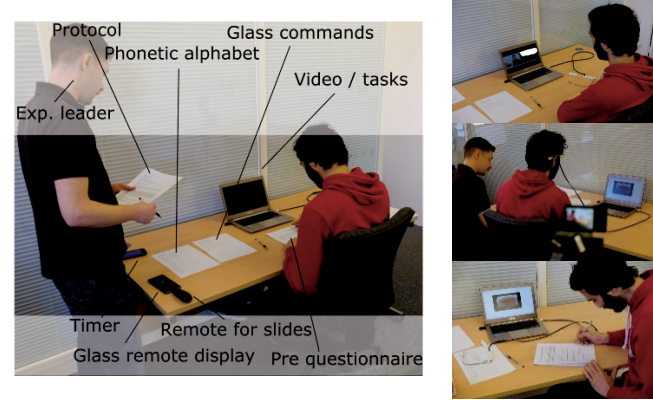 Protocol
Glass commands
Phonetic alphabet
Video / tasks
Exp. leader
Timer
Remote for slides
Glass remote display
Pre questionnaire